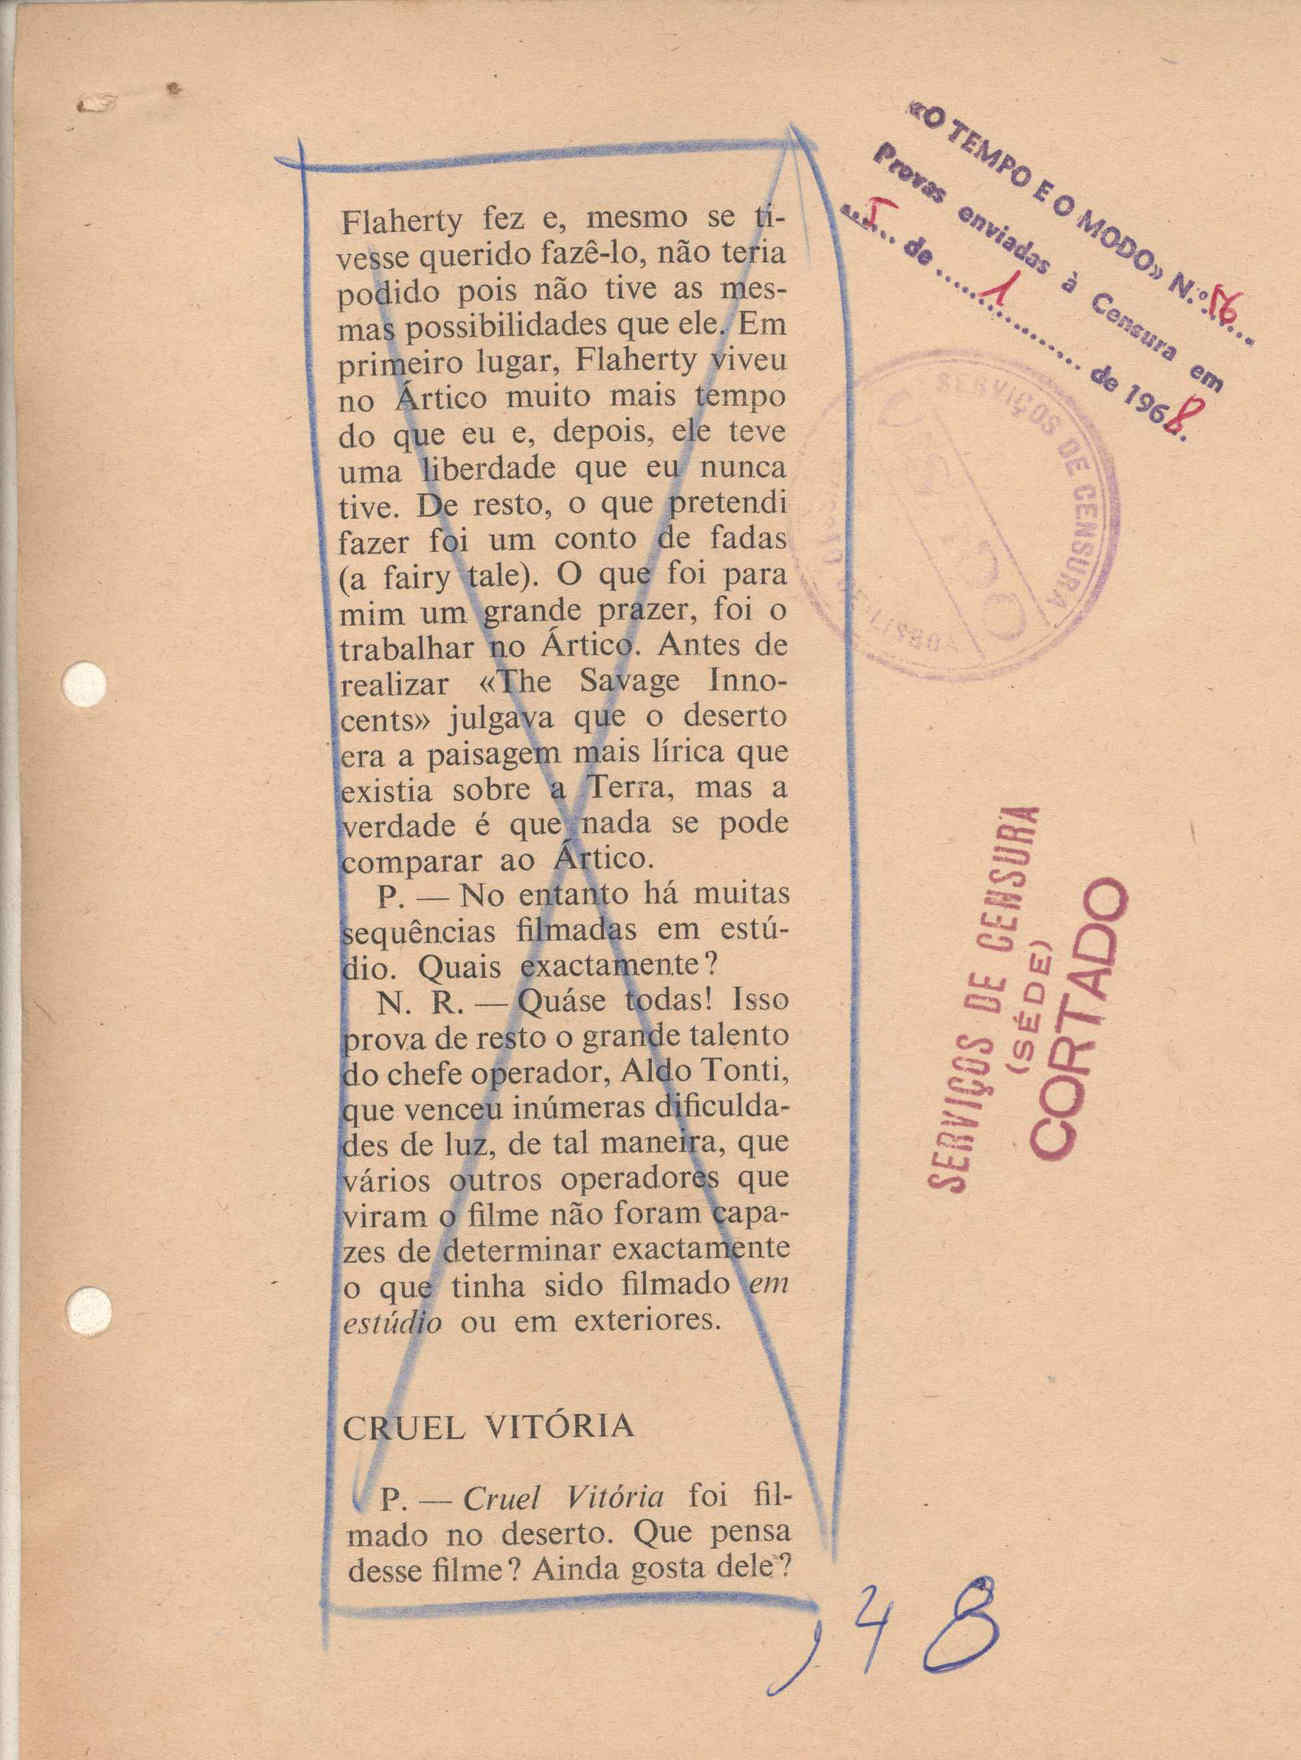 «O TEMPO E O MODO» N.º 56
Provas enviadas à Censura em
de 1 de 1968.
SERVIÇOS DE CENSURA
SERVIÇOS DE CENSURA
(SÉDE)
CORTADO
Flaherty fez e, mesmo se ti-
vesse querido fazê-lo, não teria
podido pois não tive as mes-
mas possibilidades que ele. Em
primeiro lugar, Flaherty viveu
no Ártico muito mais tempo
do que eu e, depois, ele teve
uma liberdade que eu nunca
tive. De resto, o que pretendi
fazer foi um conto de fadas
(a fairy tale). O que foi para
mim um grande prazer, foi o
trabalhar no Ártico. Antes de
realizar «The Savage Inno-
cents» julgava que o deserto
era a paisagem mais lírica que
existia sobre a Terra, mas a
verdade é que nada se pode
comparar ao Ártico.
P. — No entanto há muitas
sequências filmadas em estú-
dio. Quais exactamente?
N. R. — Quáse todas! Isso
prova de resto o grande talento
do chefe operador, Aldo Tonti,
que venceu inúmeras dificulda-
des de luz, de tal maneira, que
vários outros operadores que
viram o filme não foram capa-
zes de determinar exactamente
o que tinha sido filmado em
estúdio ou em exteriores.
CRUEL VITÓRIA
P. — Cruel Vitória foi fil-
mado no deserto. Que pensa
desse filme? Ainda gosta dele?
48